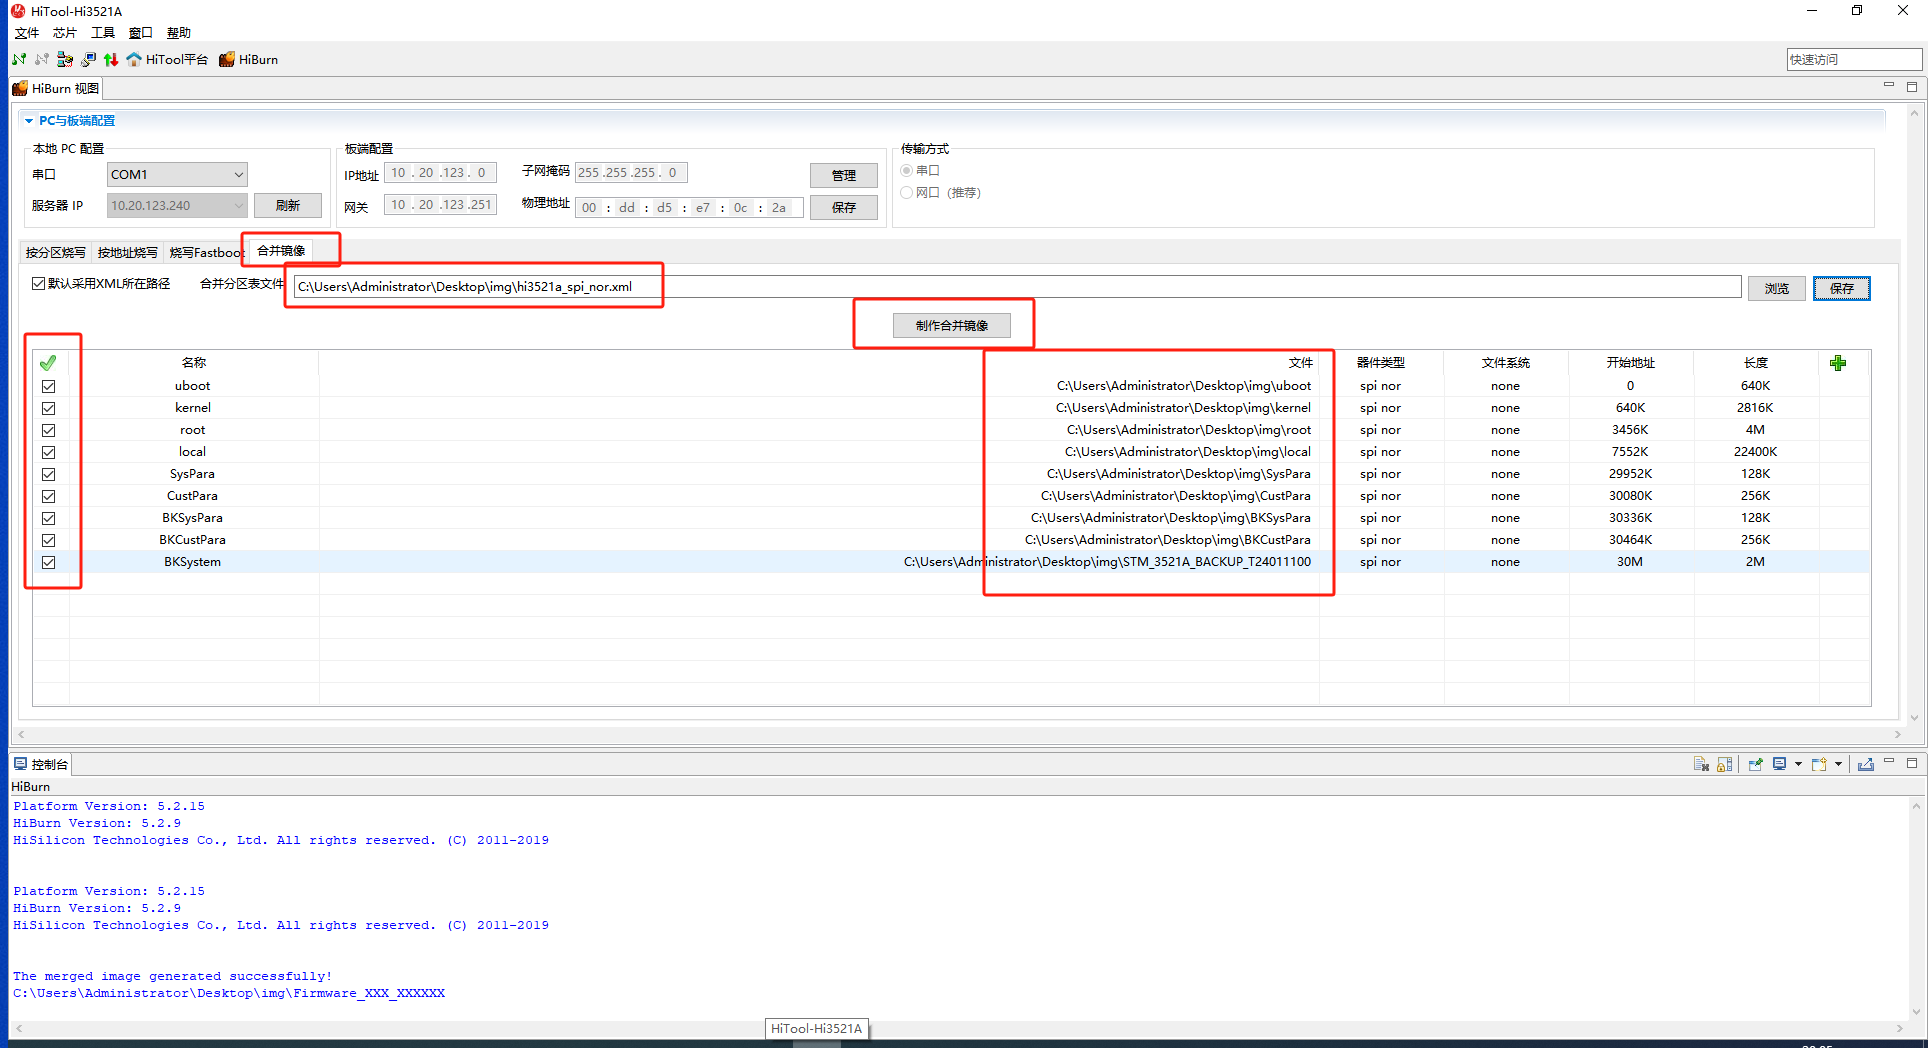 HiTool-Hi3521A
文件 芯片 工具 窗口 帮助
HiTool平台 HiBurn 快速访问
HiBurn 视图
PC与板端配置
本地 PC 配置 板端配置 传输方式
串口 COM1 IP地址 10 . 20 .123 . 0 子网掩码 255 .255 .255 . 0 管理 串口
服务器 IP 10.20.123.240 刷新 网关 10 . 20 .123 .251 物理地址 00 : dd : d5 : e7 : 0c : 2a 保存 网口（推荐）
按分区烧写 按地址烧写 烧写Fastboot 合并镜像
默认采用XML所在路径 合并分区表文件 C:\Users\Administrator\Desktop\img\hi3521a_spi_nor.xml 浏览 保存
制作合并镜像
名称 文件 器件类型 文件系统 开始地址 长度
uboot C:\Users\Administrator\Desktop\img\uboot spi nor none 0 640K
kernel C:\Users\Administrator\Desktop\img\kernel spi nor none 640K 2816K
root C:\Users\Administrator\Desktop\img\root spi nor none 3456K 4M
local C:\Users\Administrator\Desktop\img\local spi nor none 7552K 22400K
SysPara C:\Users\Administrator\Desktop\img\SysPara spi nor none 29952K 128K
CustPara C:\Users\Administrator\Desktop\img\CustPara spi nor none 30080K 256K
BKSysPara C:\Users\Administrator\Desktop\img\BKSysPara spi nor none 30336K 128K
BKCustPara C:\Users\Administrator\Desktop\img\BKCustPara spi nor none 30464K 256K
BKSystem C:\Users\Administrator\Desktop\img\STM_3521A_BACKUP_T24011100 spi nor none 30M 2M
控制台
HiBurn
Platform Version: 5.2.15
HiBurn Version: 5.2.9
HiSilicon Technologies Co., Ltd. All rights reserved. (C) 2011-2019
Platform Version: 5.2.15
HiBurn Version: 5.2.9
HiSilicon Technologies Co., Ltd. All rights reserved. (C) 2011-2019
The merged image generated successfully!
C:\Users\Administrator\Desktop\img\Firmware_XXX_XXXXXX
HiTool-Hi3521A